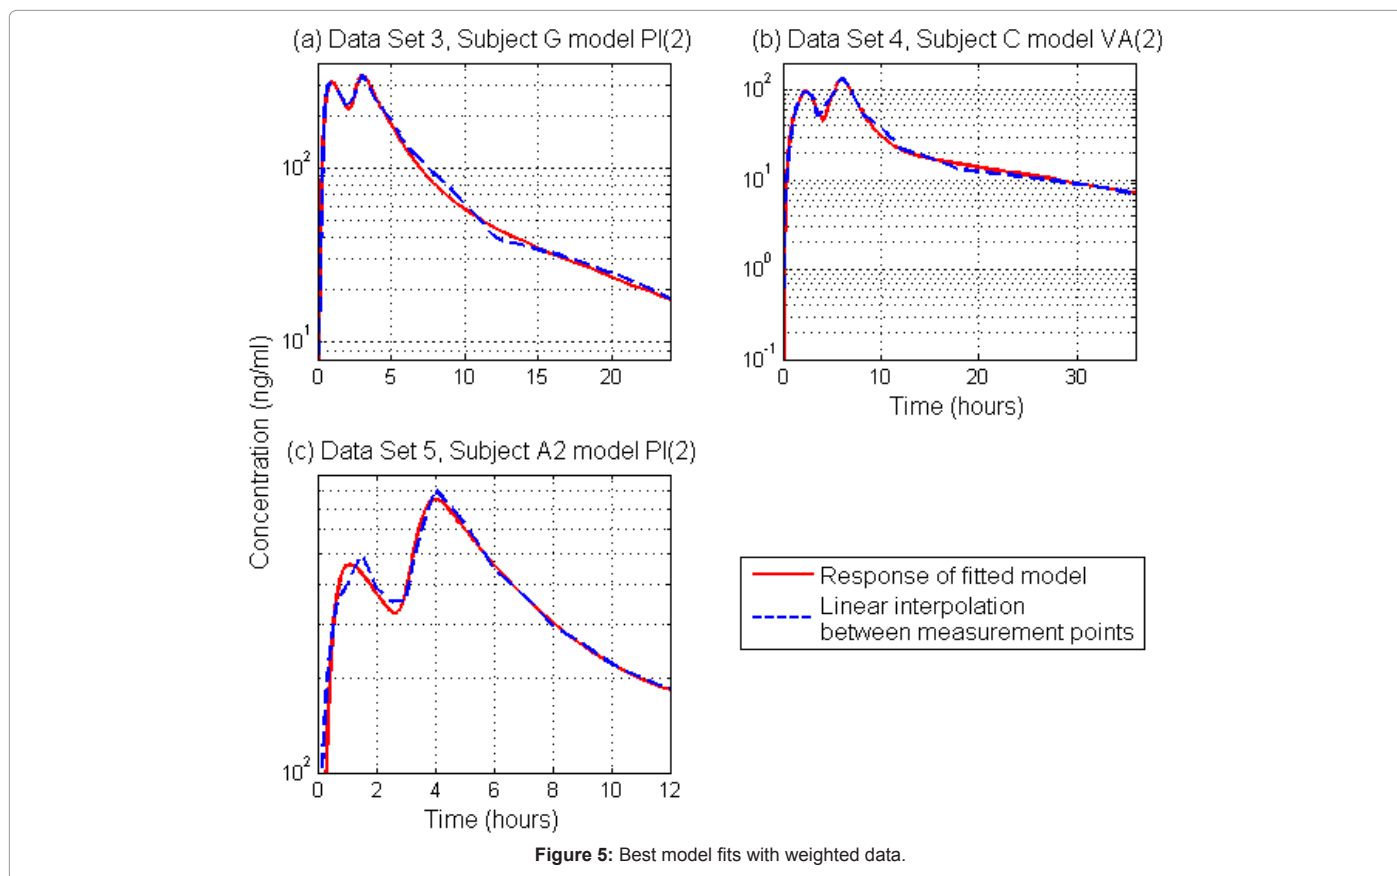 (a) Data Set 3, Subject G model PI(2)
(b) Data Set 4, Subject C model VA(2)
10^2
10^1
0 5 10 15 20
10^2
10^1
10^0
10^-1
0 10 20 30
Time (hours)
Concentration (ng/ml)
(c) Data Set 5, Subject A2 model PI(2)
10^2
0 2 4 6 8 10 12
Time (hours)
Response of fitted model
Linear interpolation
between measurement points
Figure 5: Best model fits with weighted data.